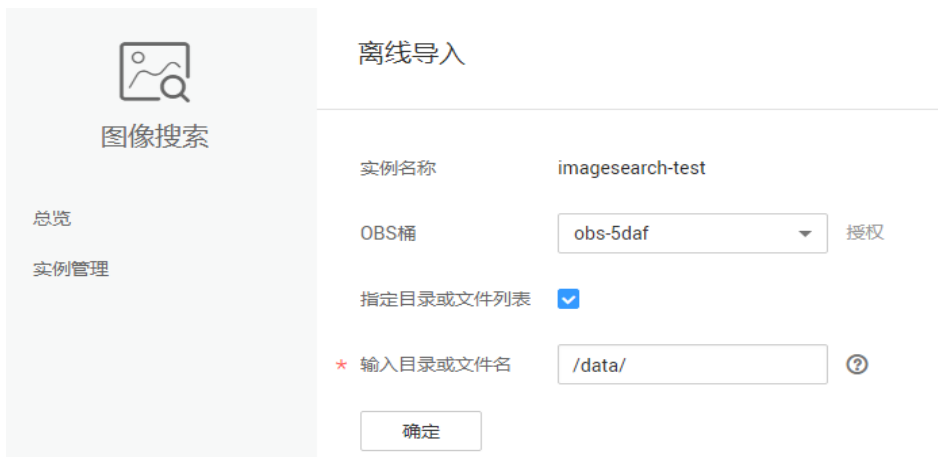 图像搜索
总览
实例管理
离线导入
实例名称 imagesearch-test
OBS桶 obs-5daf 授权
指定目录或文件列表
* 输入目录或文件名 /data/ ?
确定